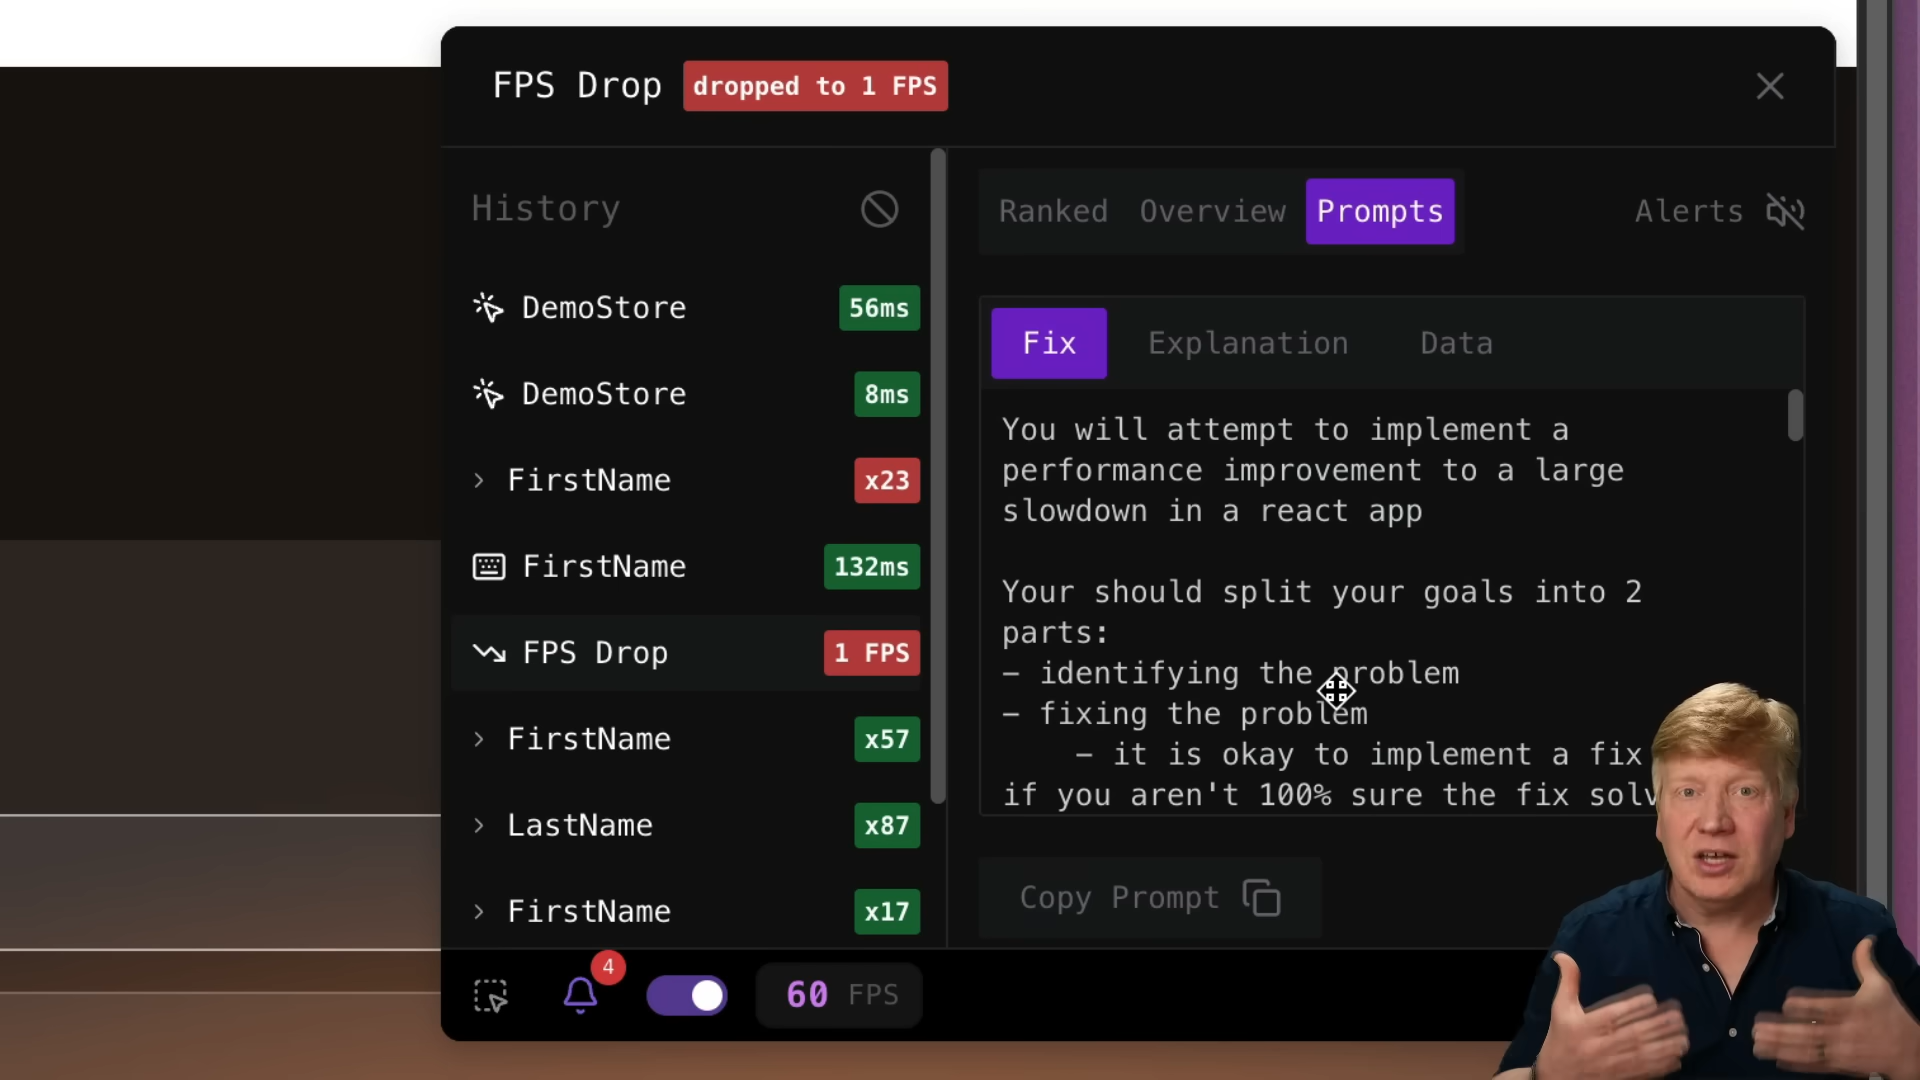 FPS Drop dropped to 1 FPS
History
DemoStore 56ms
DemoStore 8ms
FirstName x23
FirstName 132ms
FPS Drop 1 FPS
FirstName x57
LastName x87
FirstName x17
Ranked Overview Prompts Alerts
Fix Explanation Data
You will attempt to implement a
performance improvement to a large
slowdown in a react app
Your should split your goals into 2
parts:
- identifying the problem
- fixing the problem
- it is okay to implement a fix
if you aren't 100% sure the fix solv
Copy Prompt
4
60 FPS